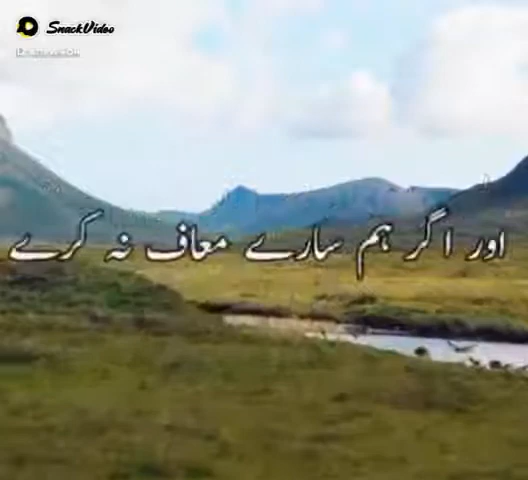 SnackVideo
اور اگر ہم سارے معاف نہ کرے